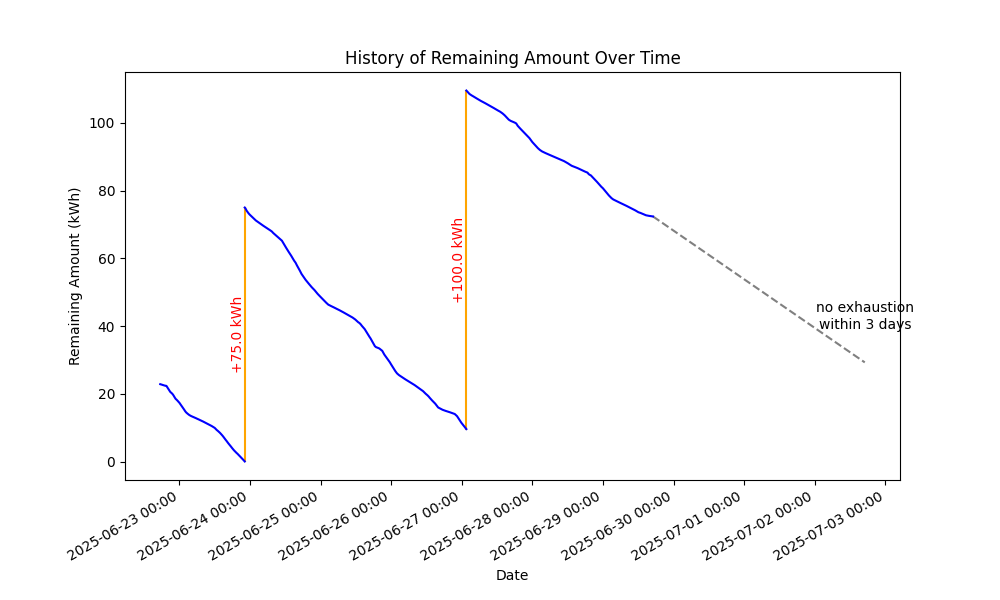 History of Remaining Amount Over Time
Remaining Amount (kWh)
100
80
60
40
20
0
+75.0 kWh
+100.0 kWh
no exhaustion
within 3 days
2025-06-23 00:00
2025-06-24 00:00
2025-06-25 00:00
2025-06-26 00:00
2025-06-27 00:00
2025-06-28 00:00
2025-06-29 00:00
2025-06-30 00:00
2025-07-01 00:00
2025-07-02 00:00
2025-07-03 00:00
Date